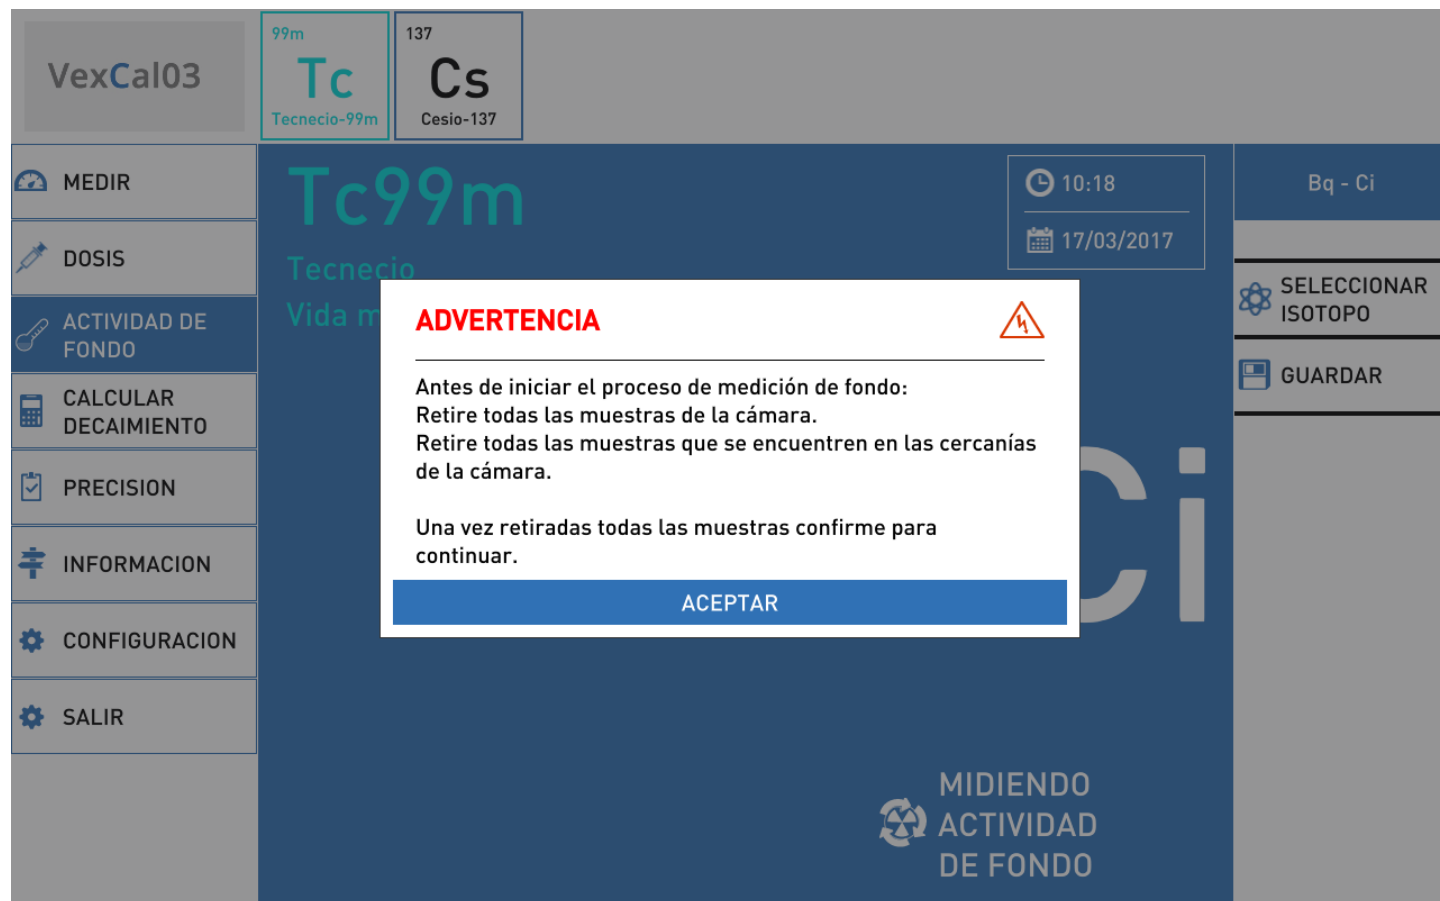 VexCal03
99m
Tc
Tecnecio-99m
137
Cs
Cesio-137
MEDIR
DOSIS
ACTIVIDAD DE
FONDO
CALCULAR
DECAIMIENTO
PRECISION
INFORMACION
CONFIGURACION
SALIR
Tc99m
Tecnecio
Vida
10:18
17/03/2017
ADVERTENCIA
Antes de iniciar el proceso de medición de fondo:
Retire todas las muestras de la cámara.
Retire todas las muestras que se encuentren en las cercanías
de la cámara.
Una vez retiradas todas las muestras confirme para
continuar.
ACEPTAR
Ci
MIDIENDO
ACTIVIDAD
DE FONDO
Bq - Ci
SELECCIONAR
ISOTOPO
GUARDAR